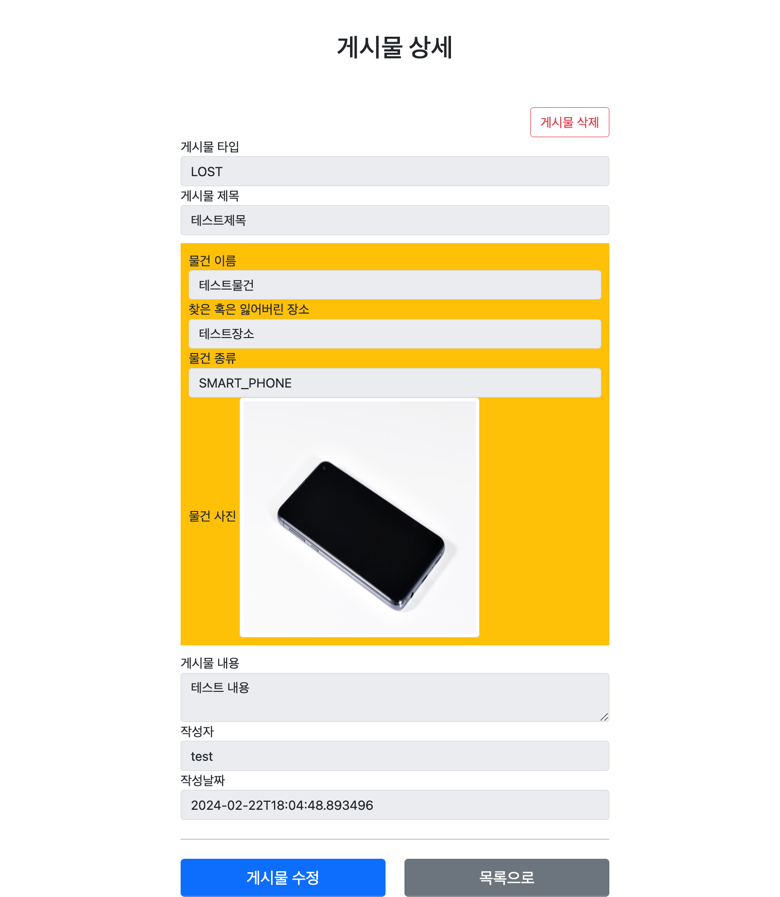 게시물 상세
게시물 삭제
게시물 타입
LOST
게시물 제목
테스트제목
물건 이름
테스트물건
찾은 혹은 잃어버린 장소
테스트장소
물건 종류
SMART_PHONE
물건 사진
게시물 내용
테스트 내용
작성자
test
작성날짜
2024-02-22T18:04:48.893496
게시물 수정
목록으로